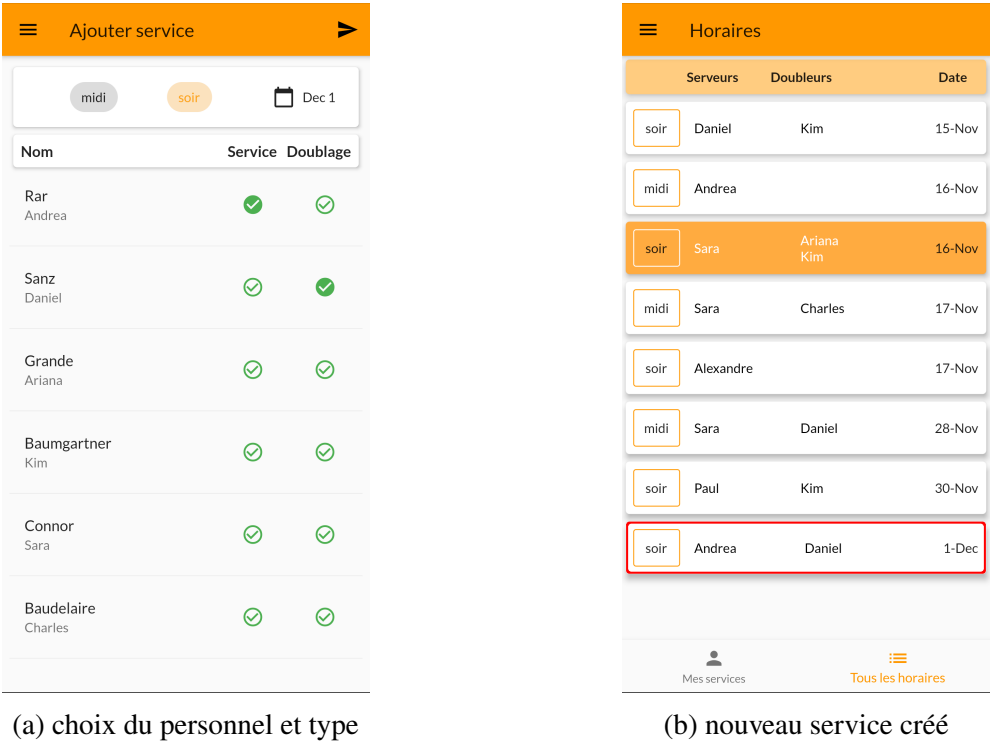 Ajouter service
midi soir Dec 1
Nom Service Doublage
Rar
Andrea
Sanz
Daniel
Grande
Ariana
Baumgartner
Kim
Connor
Sara
Baudelaire
Charles
(a) choix du personnel et type
Horaires
Serveurs Doubleurs Date
soir Daniel Kim 15-Nov
midi Andrea 16-Nov
soir Sara Ariana 16-Nov
Kim
midi Sara Charles 17-Nov
soir Alexandre 17-Nov
midi Sara Daniel 28-Nov
soir Paul Kim 30-Nov
soir Andrea Daniel 1-Dec
Mes services Tous les horaires
(b) nouveau service créé